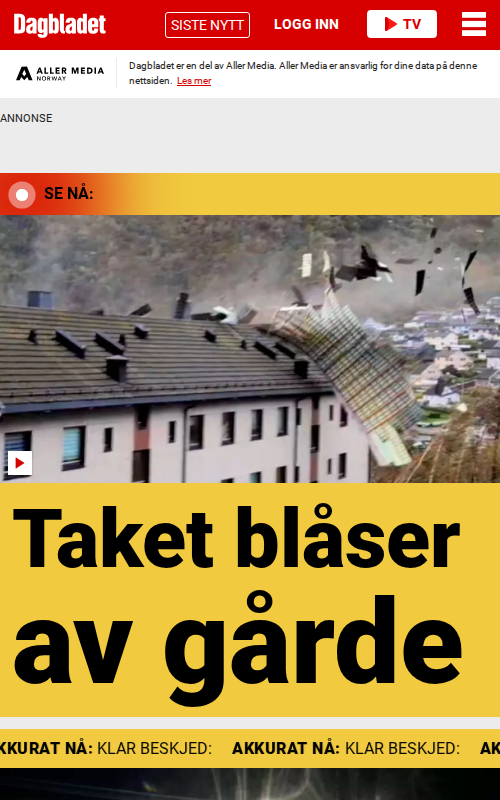 Dagbladet
SISTE NYTT
LOGG INN
TV
ALLER MEDIA
NORWAY
Dagbladet er en del av Aller Media. Aller Media er ansvarlig for dine data på denne
nettsiden. Les mer
ANNONSE
SE NÅ:
Taket blåser
av gårde
KKURAT NÅ: KLAR BESKJED: AKKURAT NÅ: KLAR BESKJED: AK